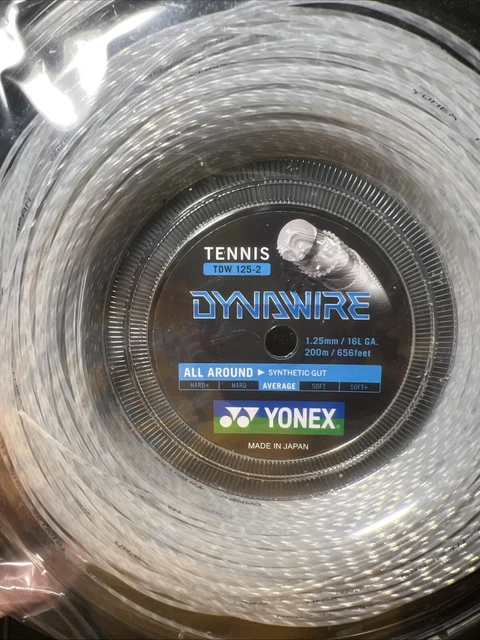 TENNIS
TDW 125-2
DYNAWIRE
1.25mm / 16L GA.
200m / 656feet
ALL AROUND ▶ SYNTHETIC GUT
HARD+ HARD AVERAGE SOFT SOFT+
YONEX®
MADE IN JAPAN
YONEX